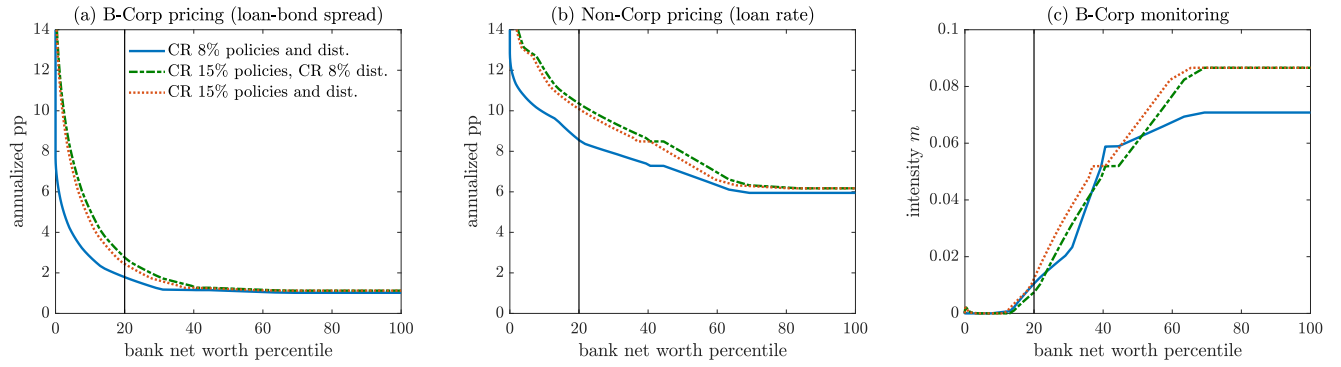 (a) B-Corp pricing (loan-bond spread)
14
12
10
8
6
4
2
0
annualized pp
CR 8% policies and dist.
CR 15% policies, CR 8% dist.
CR 15% policies and dist.
0 20 40 60 80 100
bank net worth percentile
(b) Non-Corp pricing (loan rate)
14
12
10
8
6
4
2
0
annualized pp
0 20 40 60 80 100
bank net worth percentile
(c) B-Corp monitoring
0.1
0.08
0.06
0.04
0.02
0
intensity m
0 20 40 60 80 100
bank net worth percentile